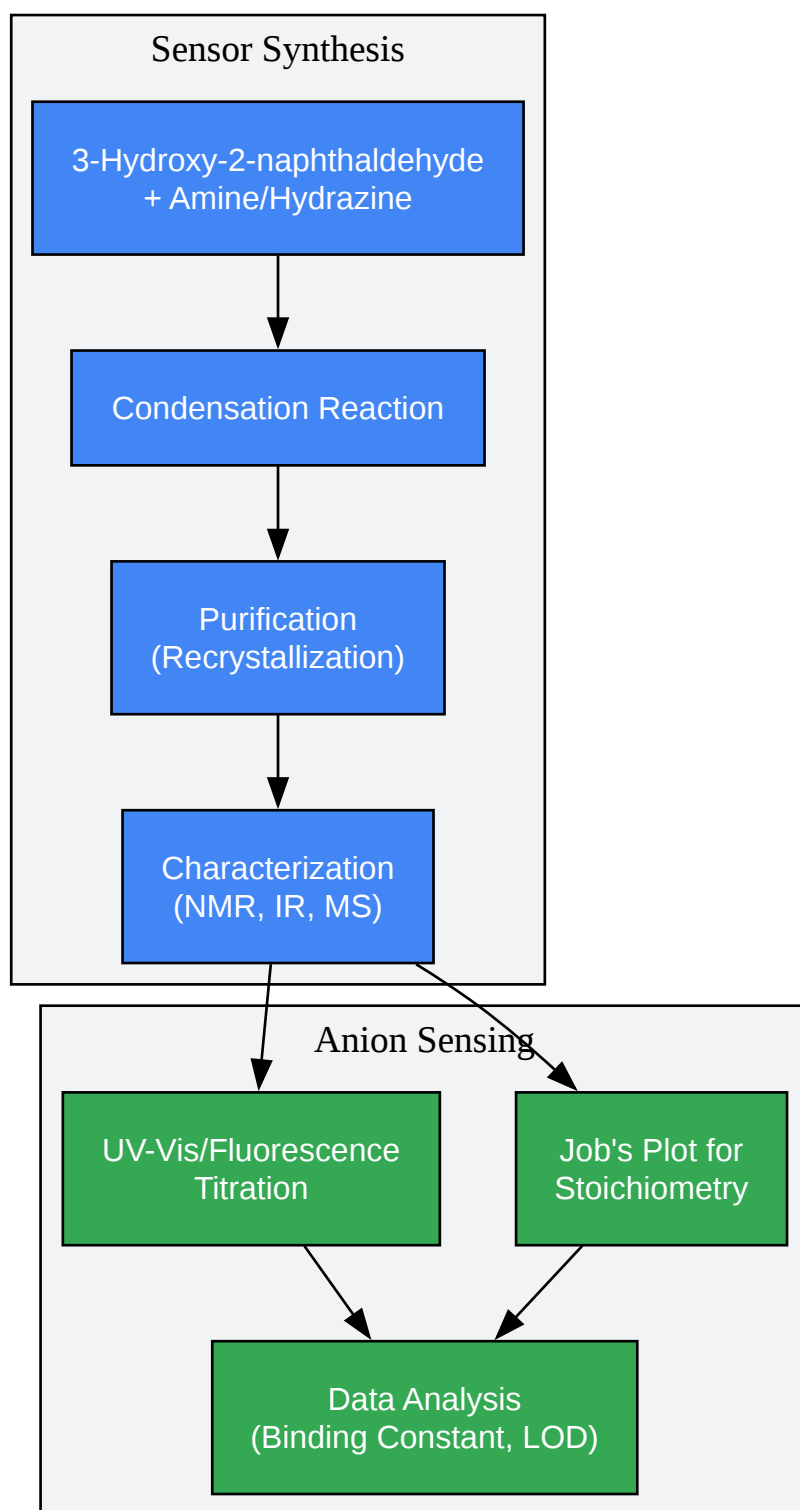 Sensor Synthesis
3-Hydroxy-2-naphthaldehyde
+ Amine/Hydrazine
Condensation Reaction
Purification
(Recrystallization)
Characterization
(NMR, IR, MS)
Anion Sensing
UV-Vis/Fluorescence
Titration
Job's Plot for
Stoichiometry
Data Analysis
(Binding Constant, LOD)